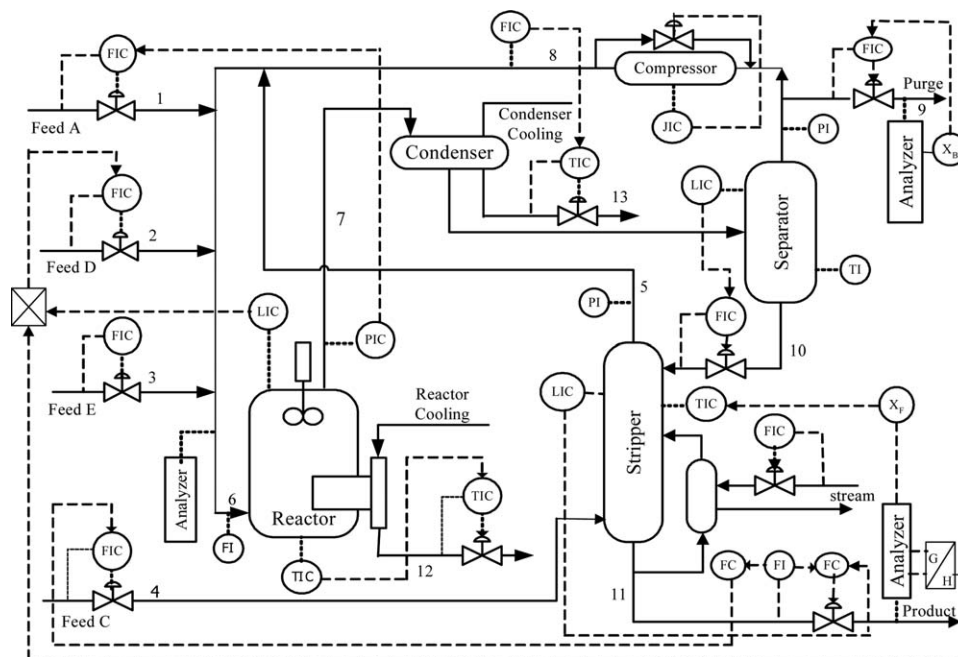 FIC
8
FIC
FIC
1
Feed A
Compressor
Purge
9
Condenser
Cooling
JIC
PI
X_B
Analyzer
Condenser
TIC
LIC
13
FIC
2
Feed D
7
Separator
TI
5
PI
LIC
PIC
FIC
10
FIC
3
Feed E
Reactor
Cooling
LIC
TIC
X_F
Stripper
FIC
stream
Analyzer
6
Reactor
TIC
FI
TIC
12
FIC
4
Feed C
11
FC
FI
FC
Analyzer
G
H
Product